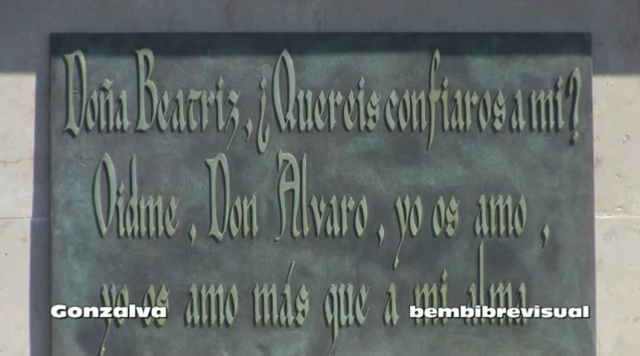 Doña Beatriz, ¿Quereis confiaros a mi?
Oidme, Don Alvaro, yo os amo,
yo os amo más que a mi alma
Gonzalva
bembibrevisual